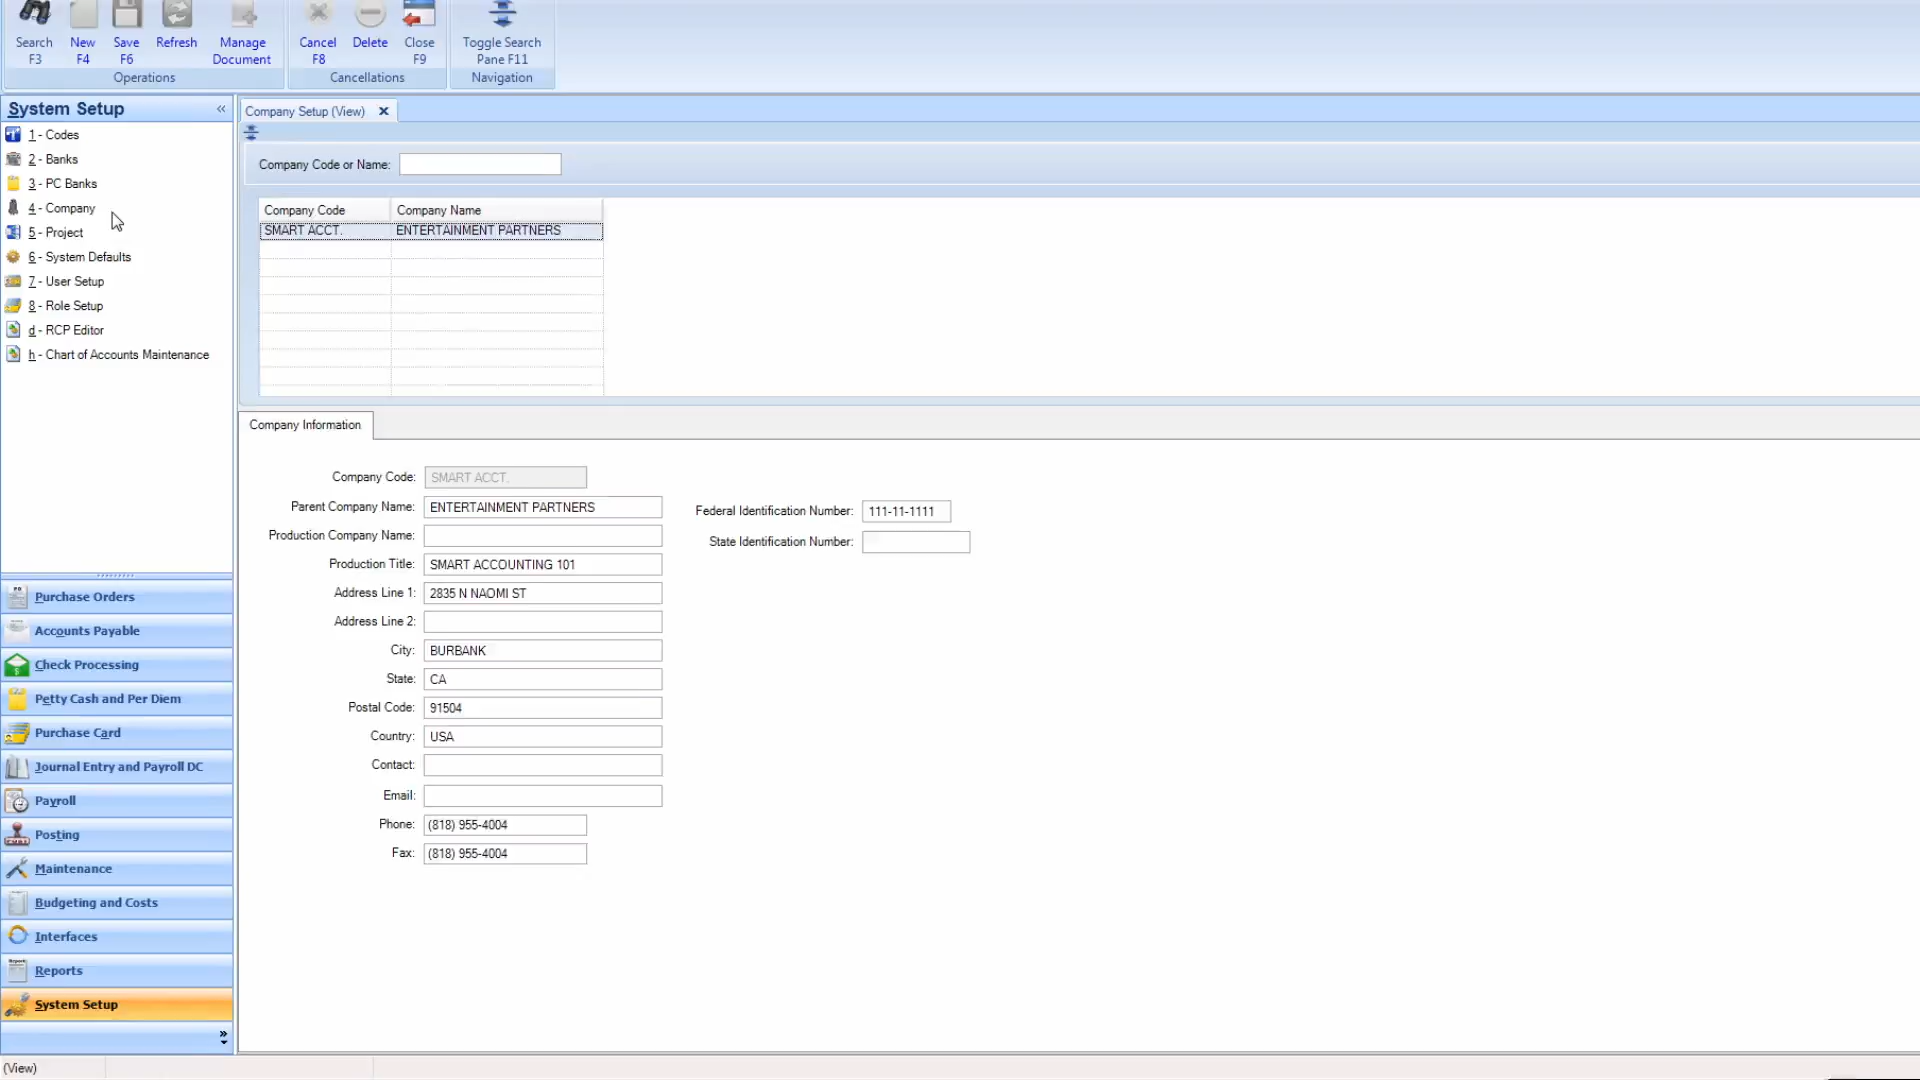 Search F3
New F4
Save F6
Refresh
Manage Document
Operations
Cancel F8
Delete
Close F9
Cancellations
Toggle Search Pane F11
Navigation
System Setup
1 - Codes
2 - Banks
3 - PC Banks
4 - Company
5 - Project
6 - System Defaults
7 - User Setup
8 - Role Setup
d - RCP Editor
h - Chart of Accounts Maintenance
Purchase Orders
Accounts Payable
Check Processing
Petty Cash and Per Diem
Purchase Card
Journal Entry and Payroll DC
Payroll
Posting
Maintenance
Budgeting and Costs
Interfaces
Reports
System Setup
Company Setup (View)
Company Code or Name:
Company Code Company Name
SMART ACCT. ENTERTAINMENT PARTNERS
Company Information
Company Code: SMART ACCT.
Parent Company Name: ENTERTAINMENT PARTNERS
Production Company Name:
Production Title: SMART ACCOUNTING 101
Address Line 1: 2835 N NAOMI ST
Address Line 2:
City: BURBANK
State: CA
Postal Code: 91504
Country: USA
Contact:
Email:
Phone: (818) 955-4004
Fax: (818) 955-4004
Federal Identification Number: 111-11-1111
State Identification Number:
(View)